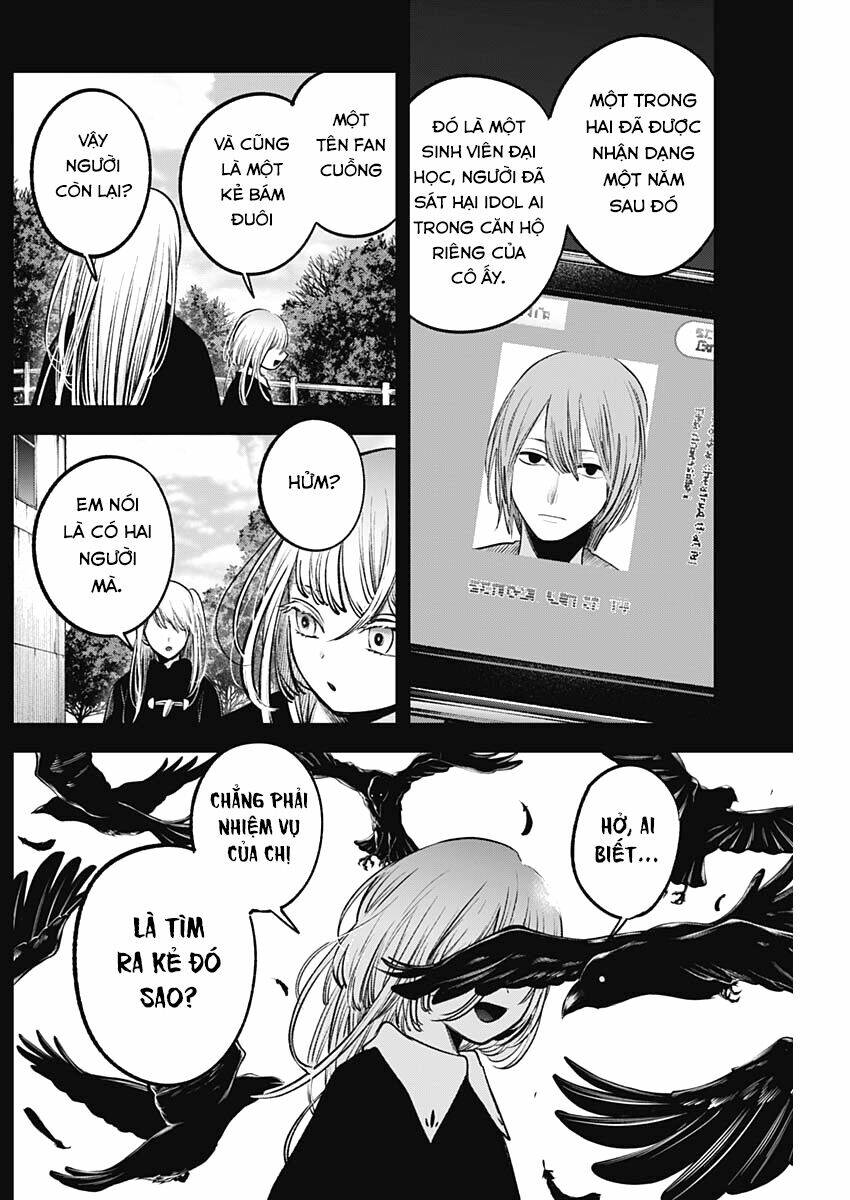 MỘT TRONG
HAI ĐÃ ĐƯỢC
NHẬN DẠNG
MỘT NĂM
SAU ĐÓ
ĐÓ LÀ MỘT
SINH VIÊN ĐẠI
HỌC, NGƯỜI ĐÃ
SÁT HẠI IDOL AI
TRONG CĂN HỘ
RIÊNG CỦA
CÔ ẤY.
MỘT
TÊN FAN
CUỒNG
VÀ CŨNG
LÀ MỘT
KẺ BÁM
ĐUÔI
VẬY
NGƯỜI
CÒN LẠI?
HỬM?
EM NÓI
LÀ CÓ HAI
NGƯỜI
MÀ.
HỞ, AI
BIẾT...
CHẲNG PHẢI
NHIỆM VỤ
CỦA CHỊ
LÀ TÌM
RA KẺ ĐÓ
SAO?